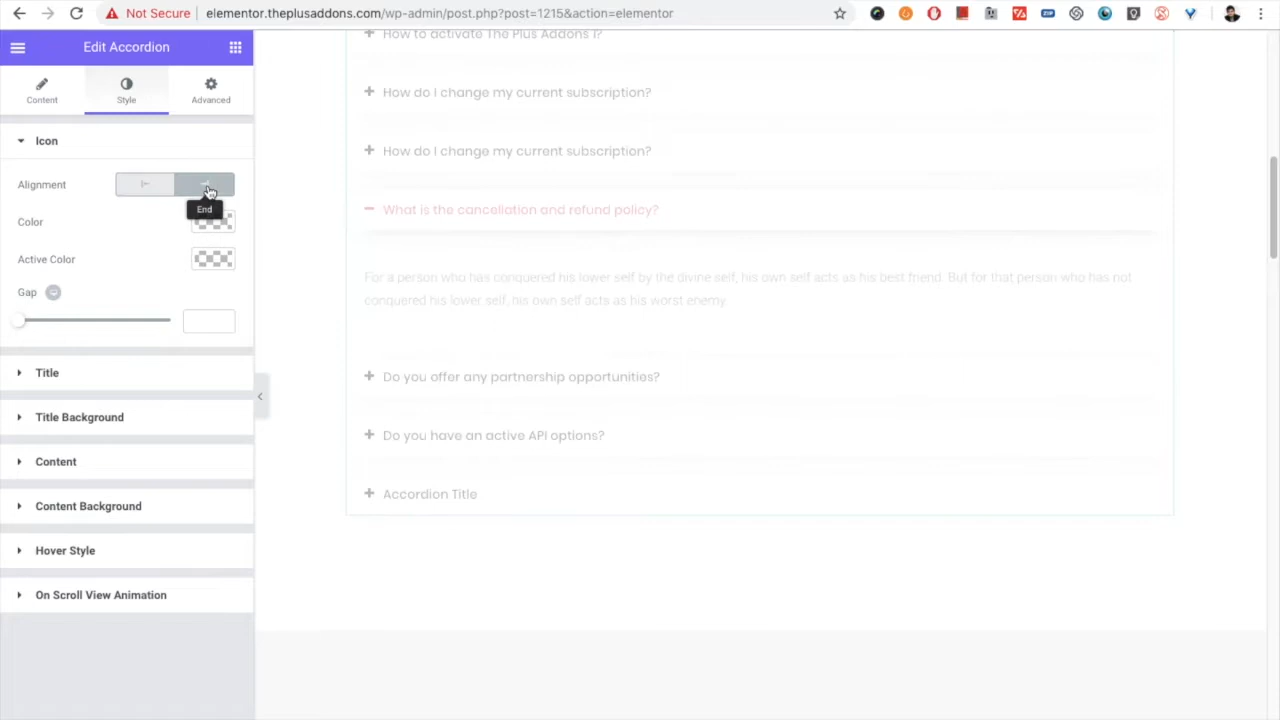 Not Secure
elementor.theplusaddons.com/wp-admin/post.php?post=1215&action=elementor
ZIP
Edit Accordion
Content
Style
Advanced
Icon
Alignment
End
Color
Active Color
Gap
Title
Title Background
Content
Content Background
Hover Style
On Scroll View Animation
How to activate The Plus Addons ?
How do I change my current subscription?
How do I change my current subscription?
What is the cancellation and refund policy?
For a person who has conquered his lower self by the divine self, his own self acts as his best friend. But for that person who has not
conquered his lower self, his own self acts as his worst enemy.
Do you offer any partnership opportunities?
Do you have an active API options?
Accordion Title